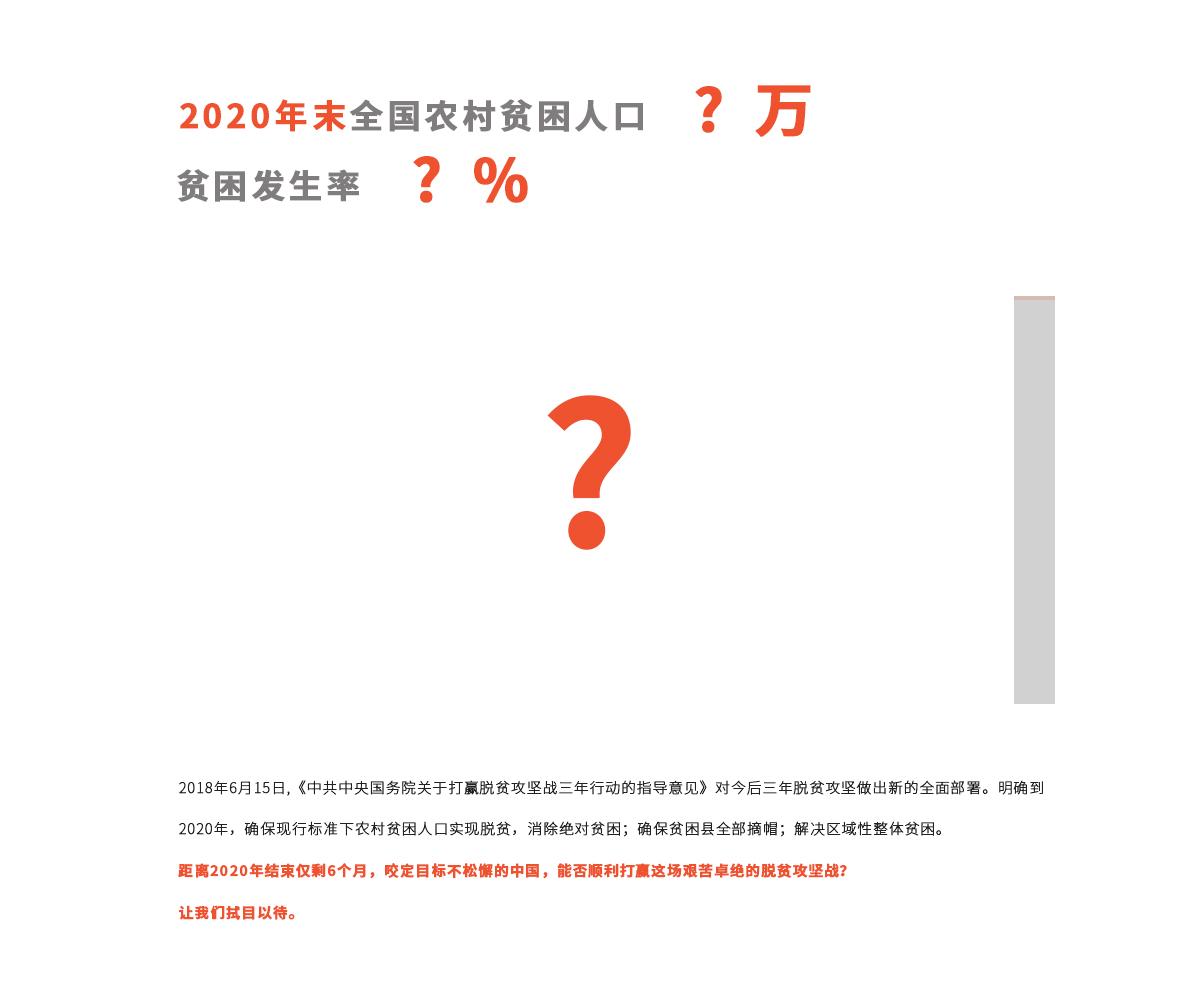 2020年末全国农村贫困人口 ? 万
贫困发生率 ? %
?
2018年6月15日,《中共中央国务院关于打赢脱贫攻坚战三年行动的指导意见》对今后三年脱贫攻坚做出新的全面部署。明确到
2020年，确保现行标准下农村贫困人口实现脱贫，消除绝对贫困；确保贫困县全部摘帽；解决区域性整体贫困。
距离2020年结束仅剩6个月，咬定目标不松懈的中国，能否顺利打赢这场艰苦卓绝的脱贫攻坚战？
让我们拭目以待。